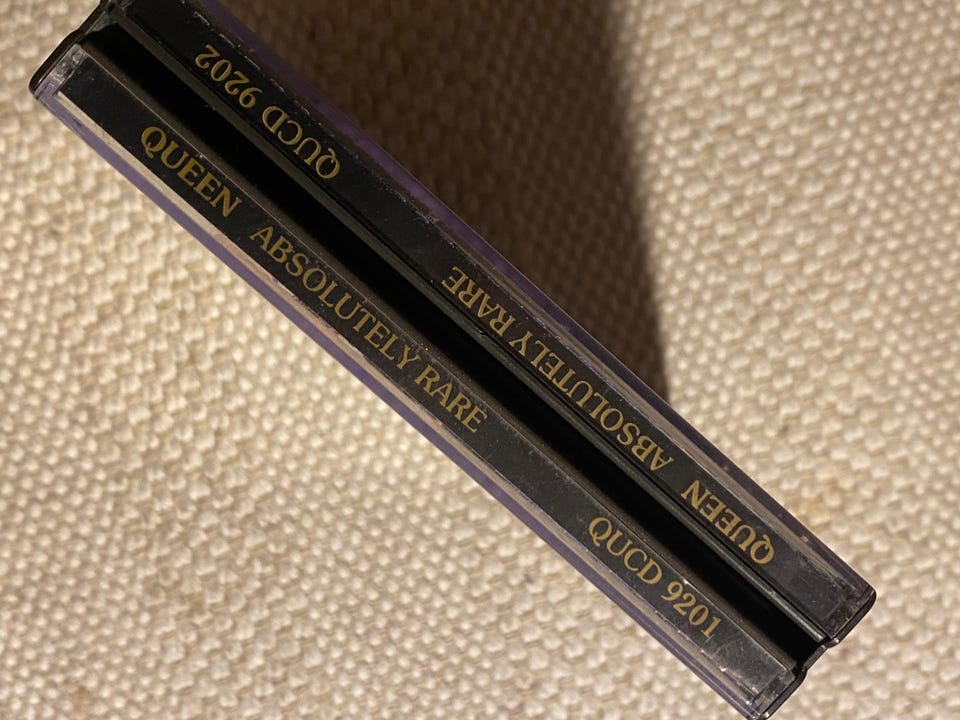 QUEEN ABSOLUTELY RARE QUCD 9201
QUEEN ABSOLUTELY RARE QUCD 9202